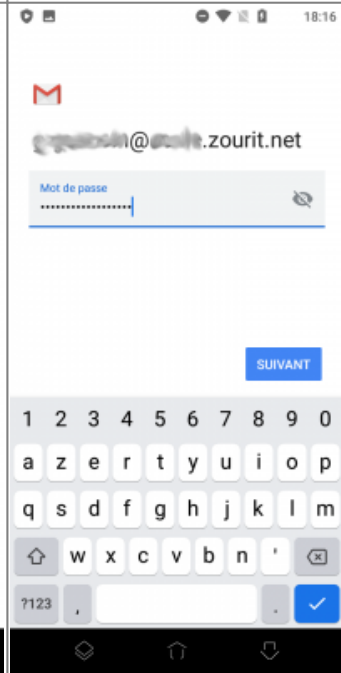 18:16
@ .zourit.net
Mot de passe
SUIVANT
1 2 3 4 5 6 7 8 9 0
a z e r t y u i o p
q s d f g h j k l m
w x c v b n '
?123 , .